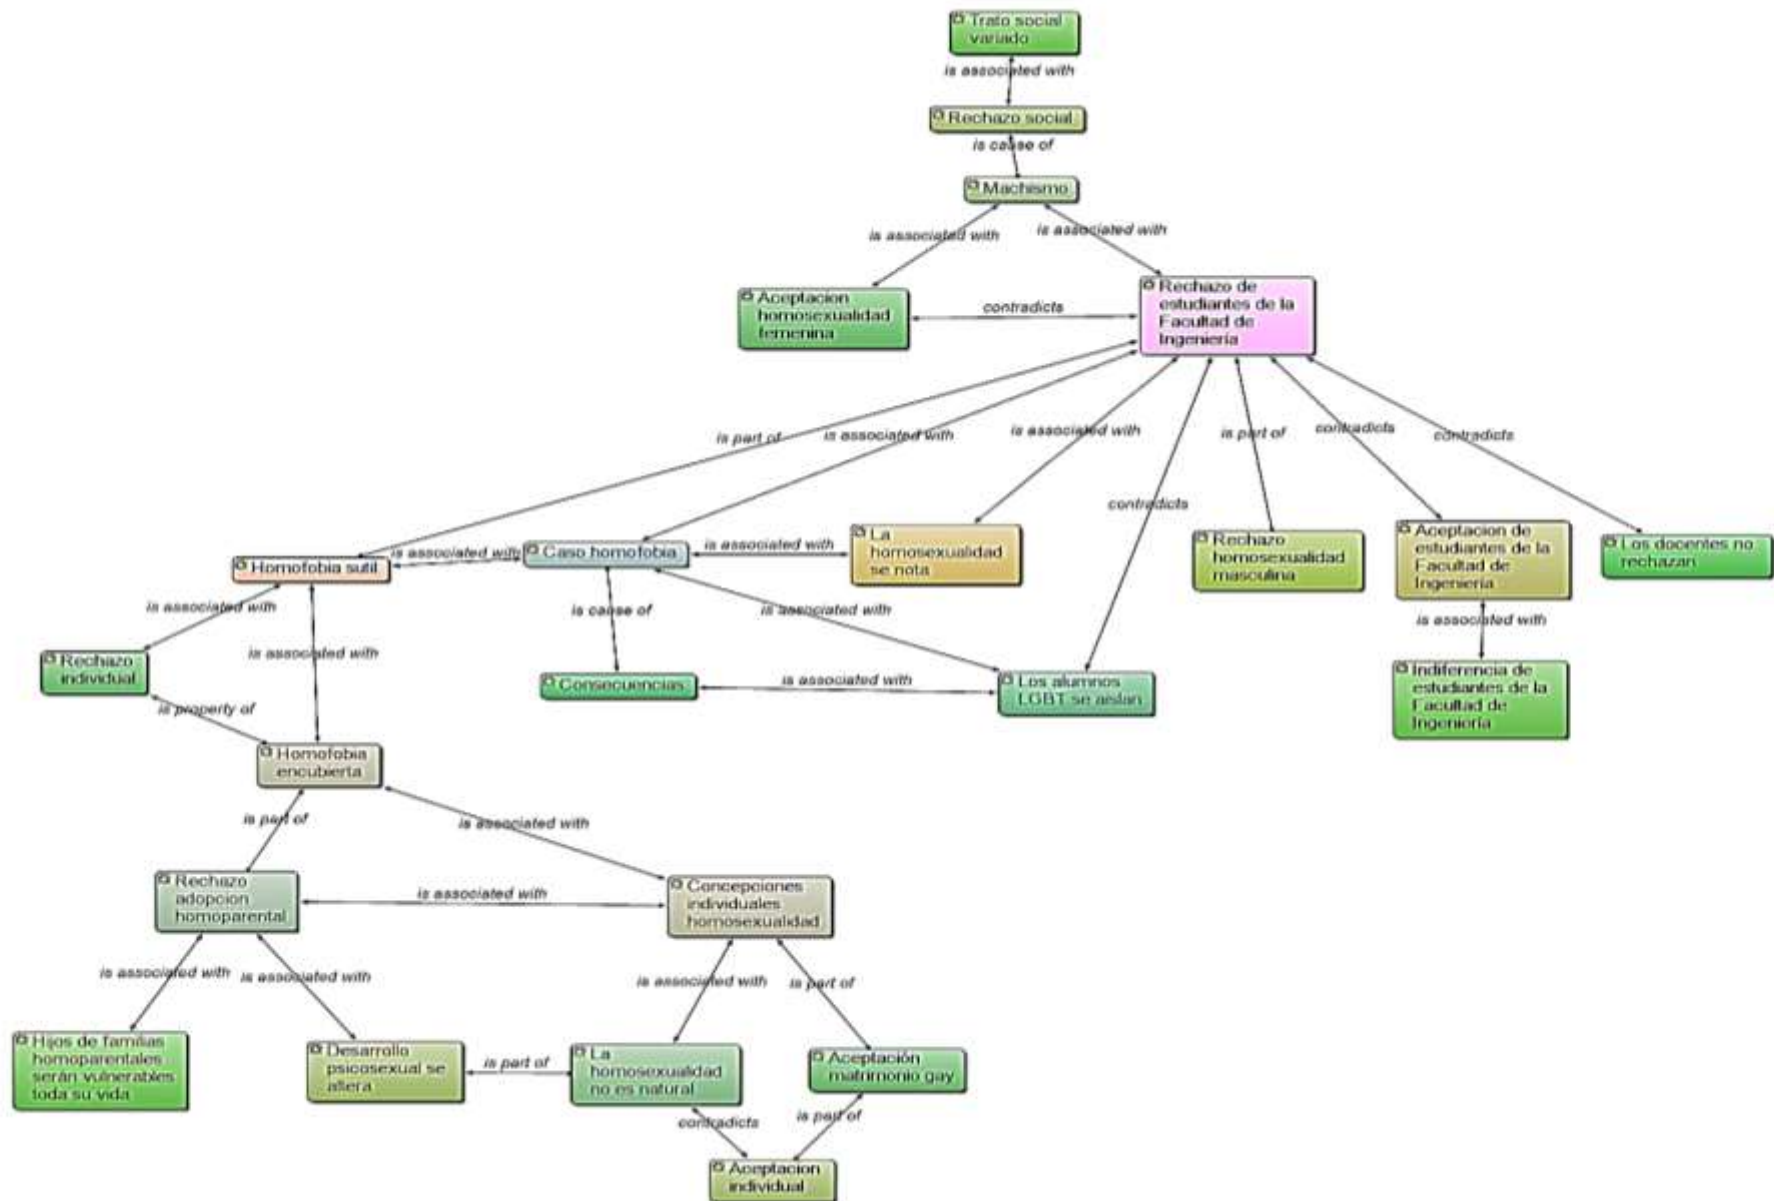 Trato social
variado
is associated with
Rechazo social
is cause of
Machismo
is associated with
is associated with
Aceptacion
homosexualidad
femenina
contradicts
Rechazo de
estudiantes de la
Facultad de
Ingeniería
is part of
is associated with
is associated with
contradicts
is part of
contradicts
contradicts
Homofobia sutil
is associated with
Caso homofobia
is associated with
La
homosexualidad
se nota
Rechazo
homosexualidad
masculina
Aceptacion de
estudiantes de la
Facultad de
Ingeniería
Los docentes no
rechazan
is associated with
is associated with
is cause of
is associated with
is associated with
Rechazo
individual
Consecuencias
is associated with
Los alumnos
LGBT se aislan
Indiferencia de
estudiantes de la
Facultad de
Ingeniería
is property of
Homofobia
encubierta
is part of
is associated with
Rechazo
adopcion
homoparental
is associated with
Concepciones
individuales
homosexualidad
is associated with
is associated with
is associated with
is part of
Hijos de familias
homoparentales
serán vulnerables
toda su vida
Desarrollo
psicosexual se
altera
is part of
La
homosexualidad
no es natural
Aceptación
matrimonio gay
contradicts
is part of
Aceptacion
individual